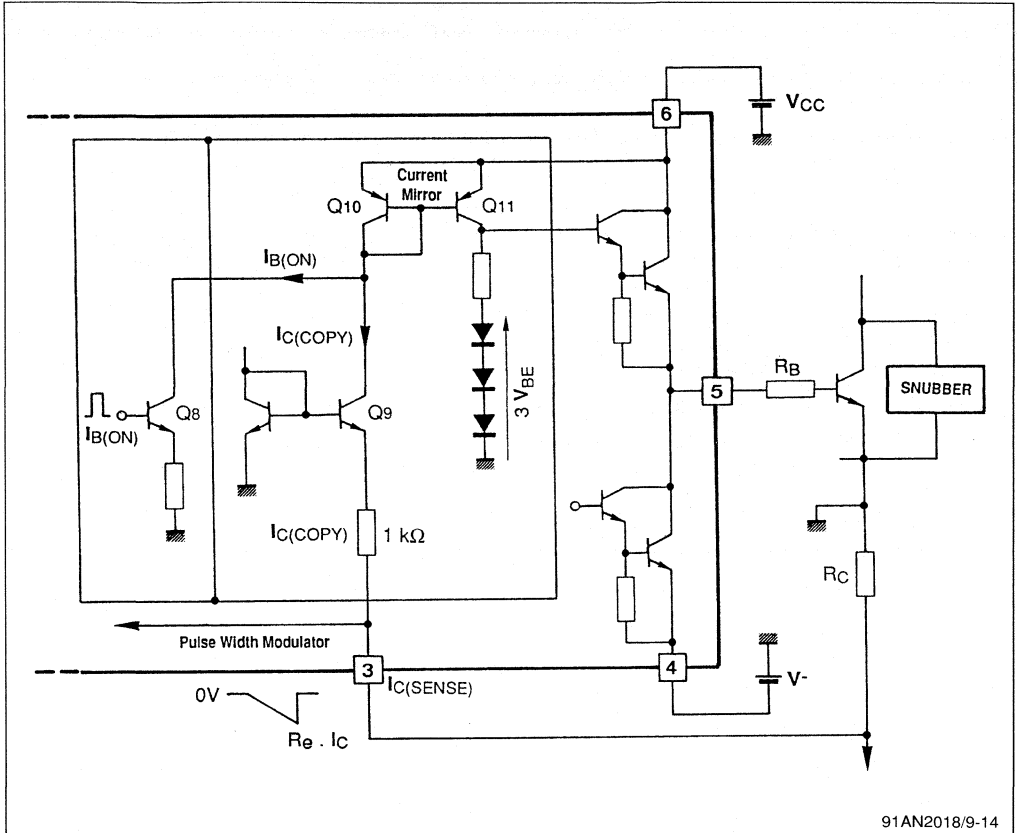 VCC
6
Current
Mirror
Q10
Q11
IB(ON)
IC(COPY)
3 VBE
RB
5
SNUBBER
Q8
Q9
IB(ON)
IC(COPY)
1 kΩ
RC
Pulse Width Modulator
3
IC(SENSE)
4
V-
0V
Re . IC
91AN2018/9-14